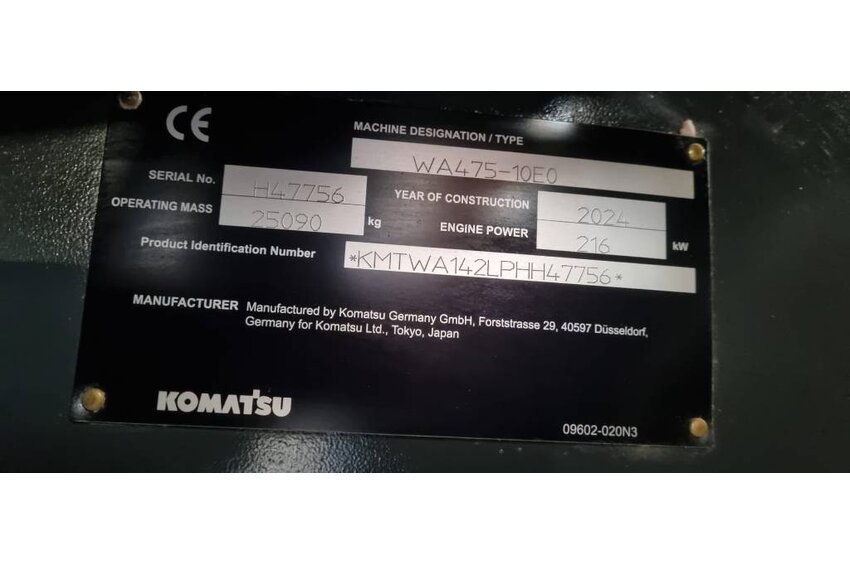 CE
MACHINE DESIGNATION / TYPE
WA475-10E0
SERIAL No. H47756 YEAR OF CONSTRUCTION 2024
OPERATING MASS 25090 kg ENGINE POWER 216 kW
Product Identification Number *KMTWA142LPHH47756*
MANUFACTURER Manufactured by Komatsu Germany GmbH, Forststrasse 29, 40597 Düsseldorf,
Germany for Komatsu Ltd., Tokyo, Japan
KOMATSU
09602-020N3